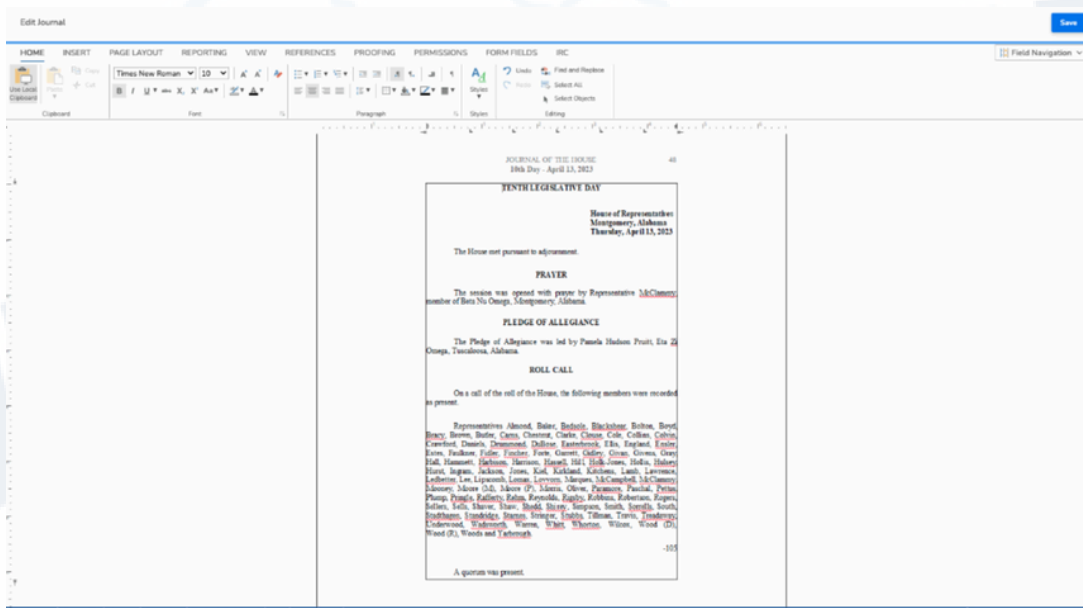 Edit Journal
Save
HOME INSERT PAGE LAYOUT REPORTING VIEW REFERENCES PROOFING PERMISSIONS FORM FIELDS IRC
Field Navigation
Use Local Clipboard
Paste
Copy
Cut
Times New Roman 10
Styles
Undo
Find and Replace
Select All
Select Objects
Clipboard Font Paragraph Styles Editing
JOURNAL OF THE HOUSE
10th Day - April 13, 2023
TENTH LEGISLATIVE DAY
House of Representatives
Montgomery, Alabama
Thursday, April 13, 2023
The House met pursuant to adjournment.
PRAYER
The session was opened with prayer by Representative McClammy,
member of Beta Nu Omega, Montgomery, Alabama.
PLEDGE OF ALLEGIANCE
The Pledge of Allegiance was led by Pamela Hudson Pruitt, Eta
Omega, Tuscaloosa, Alabama.
ROLL CALL
On a call of the roll of the House, the following members were recorded
as present.
Representatives Almond, Baker, Bedsole, Blackshear, Bolton, Boyd,
Bracy, Brown, Butler, Carns, Chestnut, Clarke, Clouse, Cole, Collins, Colvin,
Crawford, Daniels, Drummond, DuBose, Easterbrook, Ellis, England, Ensler,
Estes, Faulkner, Fidler, Fincher, Forte, Garrett, Gidley, Givan, Givens, Gray,
Hall, Hammett, Harbison, Harrison, Hassell, Hill, Holk-Jones, Hollis, Hulsey,
Hurst, Ingram, Jackson, Jones, Kiel, Kirkland, Kitchens, Lamb, Lawrence,
Ledbetter, Lee, Lipscomb, Lomax, Lovvorn, Marques, McCampbell, McClammy,
Mooney, Moore (M), Moore (P), Morris, Oliver, Paramore, Paschal, Pettus,
Plump, Pringle, Rafferty, Rehm, Reynolds, Rigsby, Robbins, Robertson, Rogers,
Sellers, Sells, Shaver, Shaw, Shedd, Shirey, Simpson, Smith, Sorrells, South,
Stadthagen, Standridge, Starnes, Stringer, Stubbs, Tillman, Travis, Treadaway,
Underwood, Wadsworth, Warren, Whitt, Whorton, Wilcox, Wood (D),
Wood (R), Woods and Yarbrough.
-105
A quorum was present.